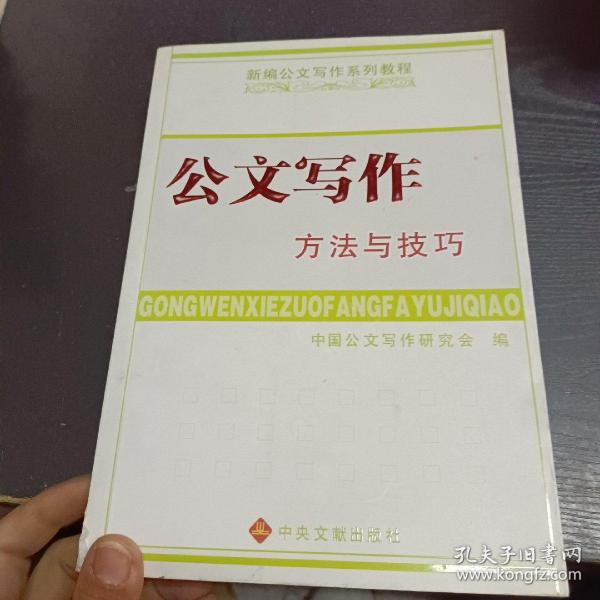 新编公文写作系列教程
公文写作
方法与技巧
GONGWENXIEZUOFANGFAYUJIQIAO
中国公文写作研究会 编
中央文献出版社
孔夫子旧书网
www.kongfz.com